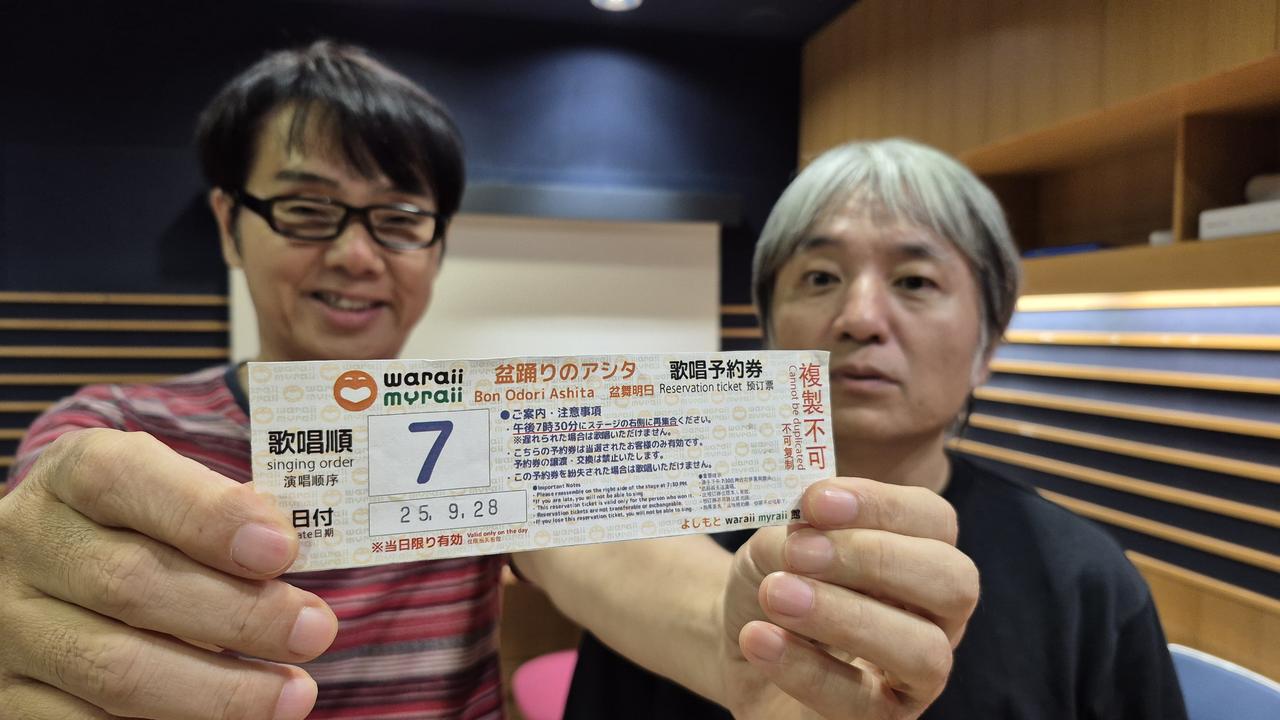 waraii
myraii
盆踊りのアシタ
Bon Odori Ashita 盆舞明日
歌唱予約券
Reservation ticket 预订票
複製不可
Cannot be duplicated
不可复制
歌唱順
singing order
演唱顺序
7
●ご案内・注意事項
・午後7時30分にステージの右側に再集合ください。
※遅れられた場合は歌唱いただけません。
・こちらの予約券は当選されたお客様のみ有効です。
予約券の譲渡・交換は禁止いたします。
・この予約券を紛失された場合は歌唱いただけません。
●Important Notes
・Please reassemble on the right side of the stage at 7:30 PM.
*If you are late, you will not be able to sing.
・This reservation ticket is valid only for the person who won it.
・Reservation tickets are not transferable or exchangeable.
・If you lose this reservation ticket, you will not be able to sing.
日付
ate日期
25. 9. 28
※当日限り有効
Valid only on the day
よしもと waraii myraii 館